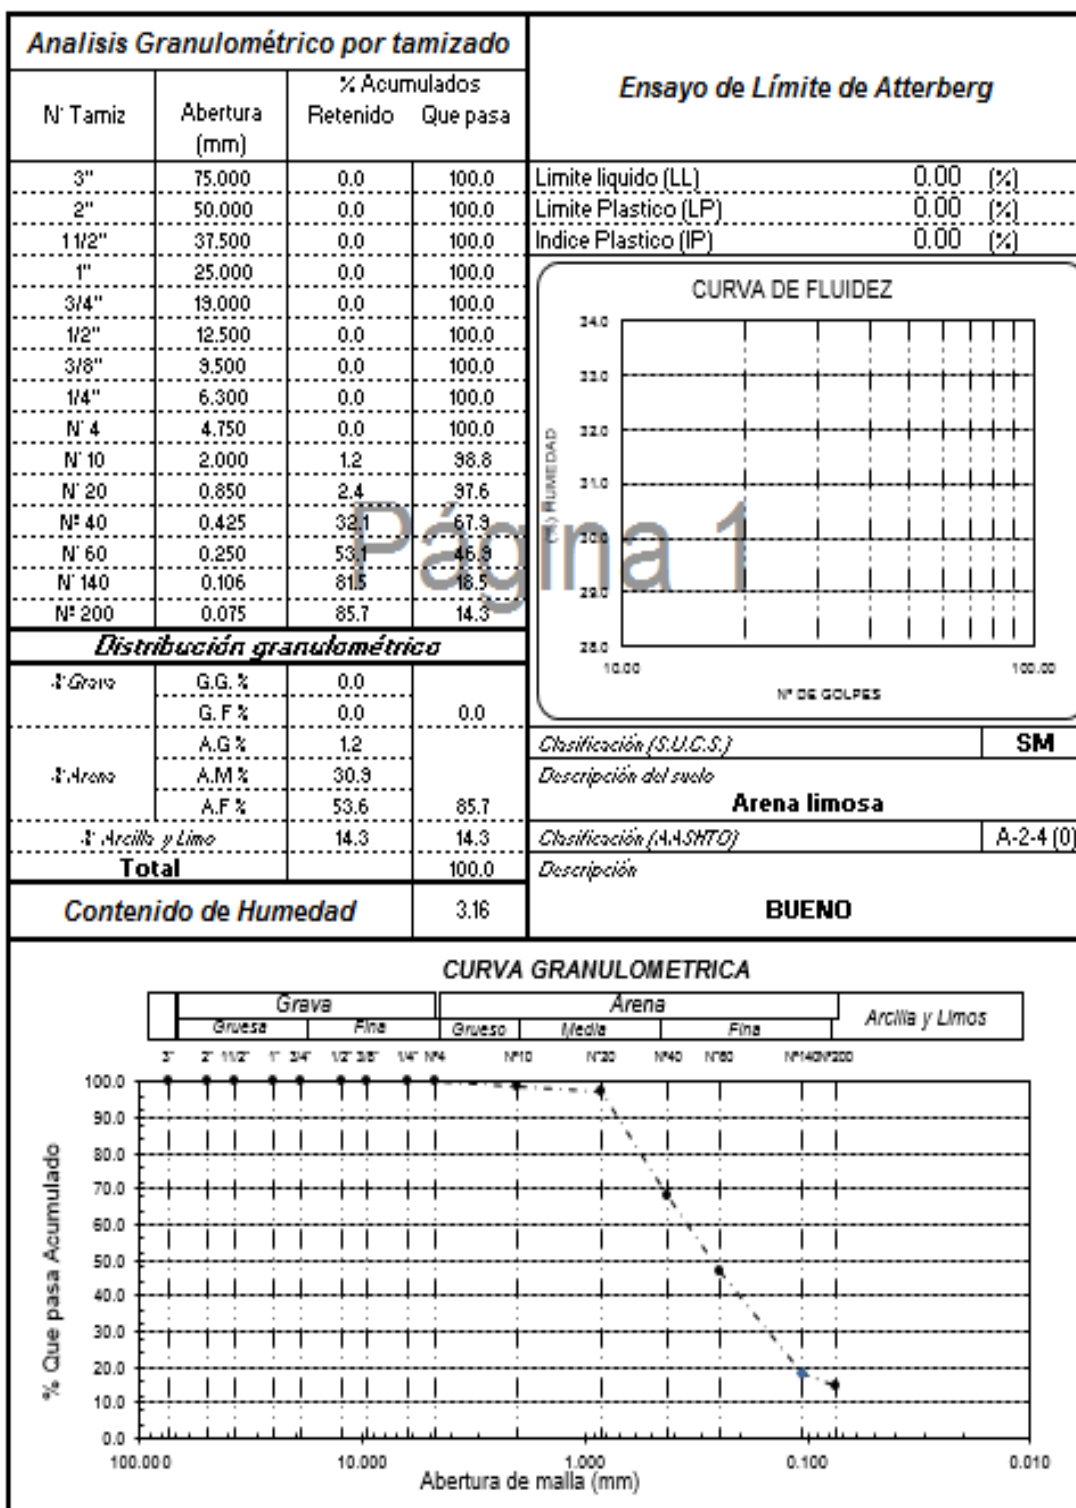 Analisis Granulométrico por tamizado
Ensayo de Límite de Atterberg
% Acumulados
N° Tamiz Abertura (mm) Retenido Que pasa
3" 75.000 0.0 100.0
2" 50.000 0.0 100.0
1 1/2" 37.500 0.0 100.0
1" 25.000 0.0 100.0
3/4" 19.000 0.0 100.0
1/2" 12.500 0.0 100.0
3/8" 9.500 0.0 100.0
1/4" 6.300 0.0 100.0
N° 4 4.750 0.0 100.0
N° 10 2.000 1.2 98.8
N° 20 0.850 2.4 97.6
Nº 40 0.425 32.1 67.9
N° 60 0.250 53.1 46.9
N° 140 0.106 81.5 18.5
Nº 200 0.075 85.7 14.3
Limite liquido (LL) 0.00 (%)
Limite Plastico (LP) 0.00 (%)
Indice Plastico (IP) 0.00 (%)
CURVA DE FLUIDEZ
34.0
33.0
32.0
31.0
30.0
29.0
28.0
(%) HUMEDAD
10.00 100.00
Nº DE GOLPES
Página 1
Distribución granulométrico
% Grava G.G. % 0.0
G. F % 0.0 0.0
A.G % 1.2
% Arena A.M % 30.9
A.F % 53.6 85.7
% Arcilla y Limo 14.3 14.3
Total 100.0
Contenido de Humedad 3.16
Clasificación (S.U.C.S.) SM
Descripción del suelo
Arena limosa
Clasificación (AASHTO) A-2-4 (0)
Descripción
BUENO
CURVA GRANULOMETRICA
Grava Arena Arcilla y Limos
Gruesa Fina Grueso Media Fina
3" 2" 1 1/2" 1" 3/4" 1/2" 3/8" 1/4" Nº4 Nº10 Nº20 Nº40 Nº60 Nº140 Nº200
100.0
90.0
80.0
70.0
60.0
50.0
40.0
30.0
20.0
10.0
0.0
% Que pasa Acumulado
100.000 10.000 1.000 0.100 0.010
Abertura de malla (mm)